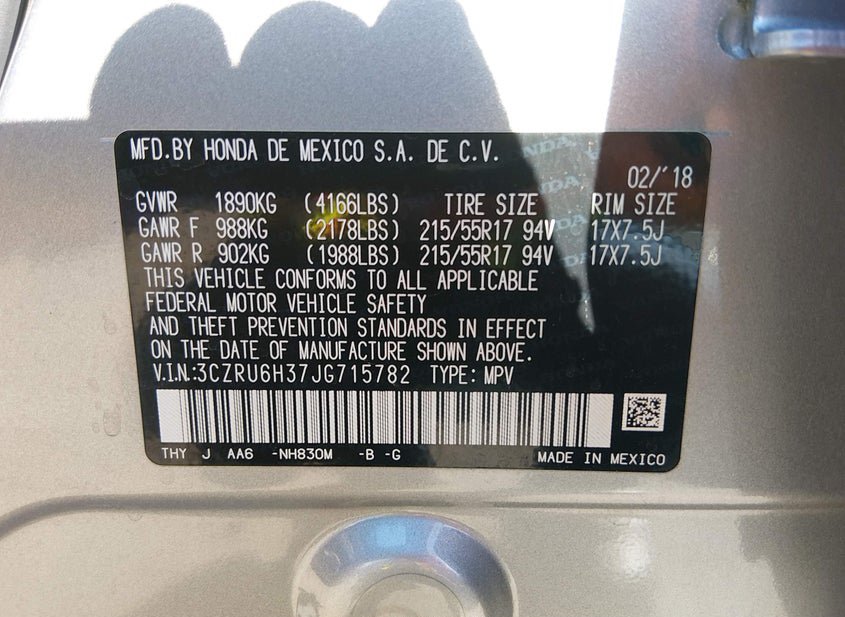 MFD.BY HONDA DE MEXICO S.A. DE C.V.
02/'18
GVWR 1890KG (4166LBS) TIRE SIZE RIM SIZE
GAWR F 988KG (2178LBS) 215/55R17 94V 17X7.5J
GAWR R 902KG (1988LBS) 215/55R17 94V 17X7.5J
THIS VEHICLE CONFORMS TO ALL APPLICABLE
FEDERAL MOTOR VEHICLE SAFETY
AND THEFT PREVENTION STANDARDS IN EFFECT
ON THE DATE OF MANUFACTURE SHOWN ABOVE.
V.I.N.:3CZRU6H37JG715782 TYPE: MPV
THY J AA6 -NH830M -B -G MADE IN MEXICO